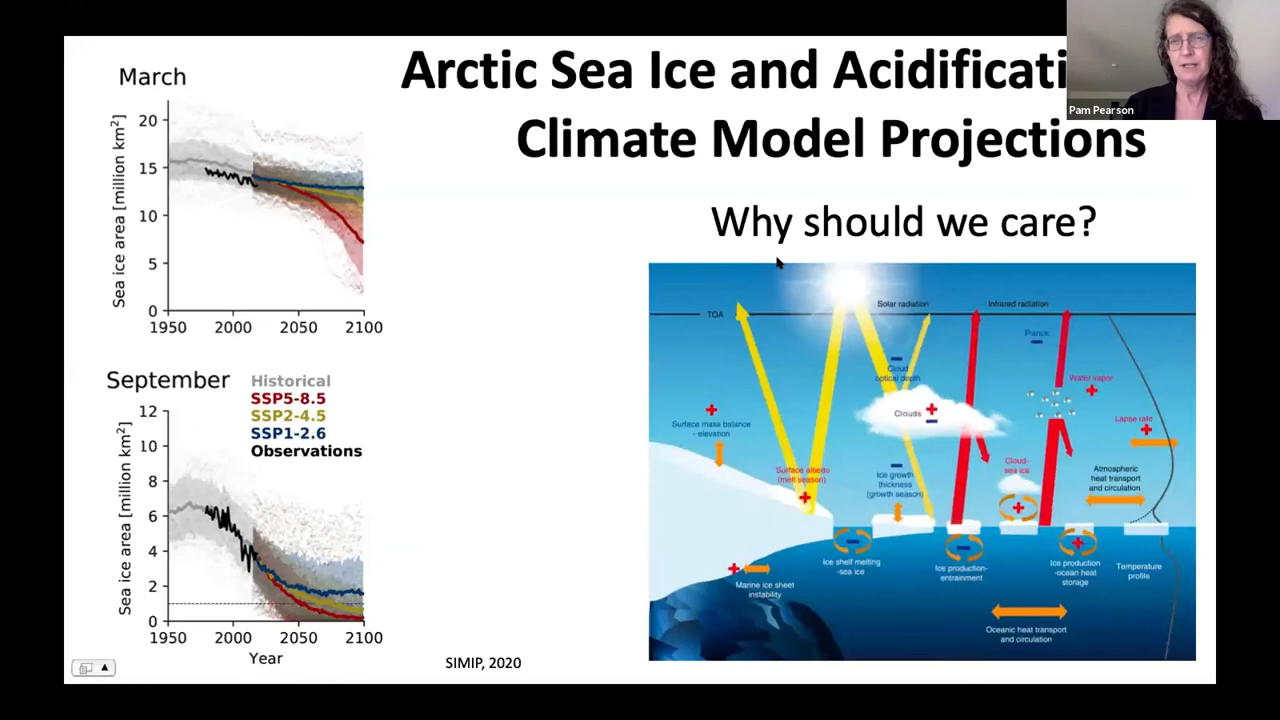 Arctic Sea Ice and Acidificati
Climate Model Projections
Pam Pearson
Why should we care?
March
Sea ice area [million km²]
20
15
10
5
0
1950 2000 2050 2100
September
Historical
SSP5-8.5
SSP2-4.5
SSP1-2.6
Observations
Sea ice area [million km²]
12
10
8
6
4
2
0
1950 2000 2050 2100
Year
SIMIP, 2020
TOA
Solar radiation
Infrared radiation
Planck
Cloud
optical depth
Clouds
Water vapor
Lapse rate
Surface mass balance
- elevation
Surface albedo
(melt season)
Ice growth
thickness
(growth season)
Cloud-
sea ice
Atmospheric
heat transport
and circulation
Ice shelf melting
-sea ice
Ice production-
entrainment
Ice production
-ocean heat
storage
Temperature
profile
Marine ice sheet
instability
Oceanic heat transport
and circulation